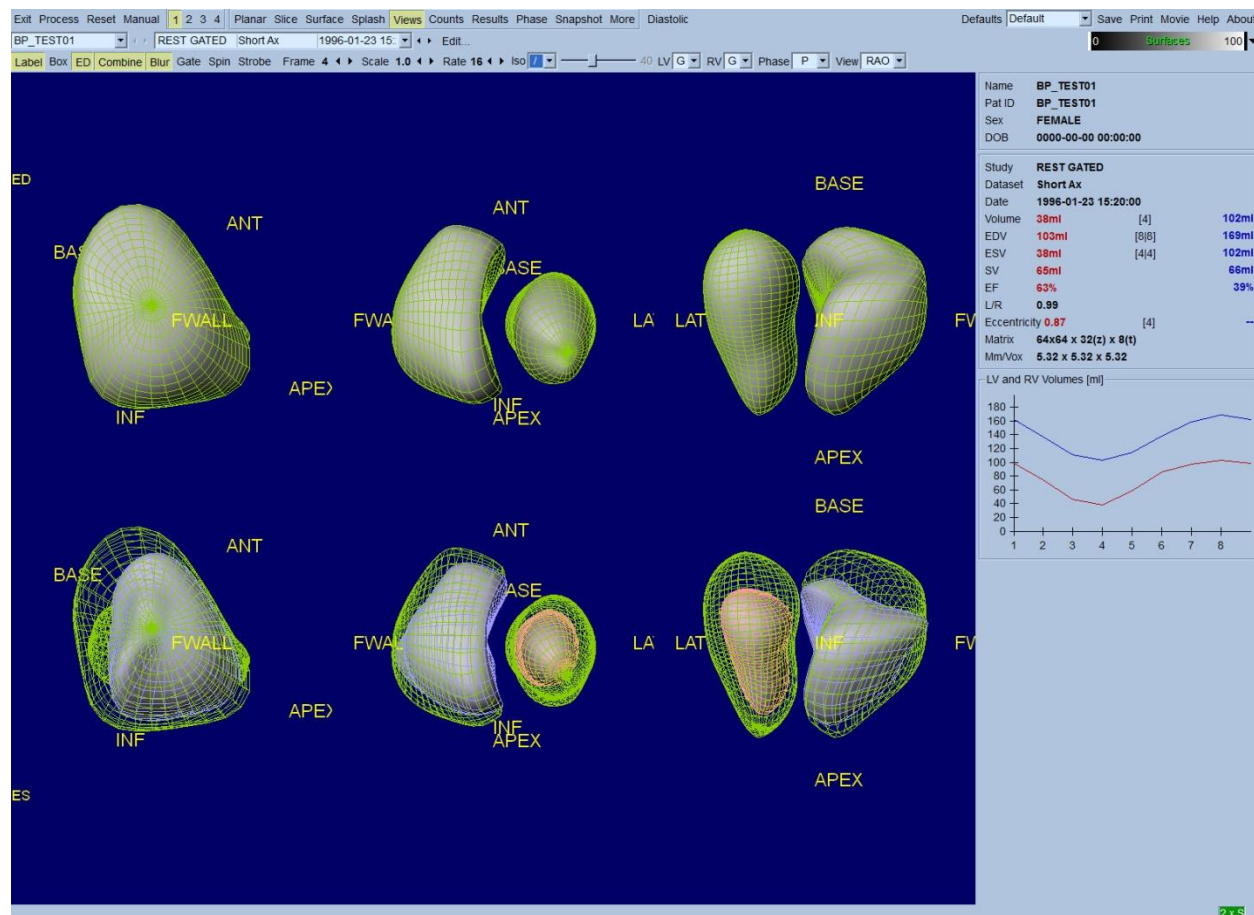 Exit Process Reset Manual 1 2 3 4 Planar Slice Surface Splash Views Counts Results Phase Snapshot More Diastolic Defaults Default Save Print Movie Help About
BP_TEST01 REST GATED Short Ax 1996-01-23 15: Edit... 0 Surfaces 100
Label Box ED Combine Blur Gate Spin Strobe Frame 4 Scale 1.0 Rate 16 Iso / 40 LV G RV G Phase P View RAO
Name BP_TEST01
Pat ID BP_TEST01
Sex FEMALE
DOB 0000-00-00 00:00:00
Study REST GATED
Dataset Short Ax
Date 1996-01-23 15:20:00
Volume 38ml [4] 102ml
EDV 103ml [8|8] 169ml
ESV 38ml [4|4] 102ml
SV 65ml 66ml
EF 63% 39%
L/R 0.99
Eccentricity 0.87 [4] --
Matrix 64x64 x 32(z) x 8(t)
Mm/Vox 5.32 x 5.32 x 5.32
LV and RV Volumes [ml]
180
160
140
120
100
80
60
40
20
0
1 2 3 4 5 6 7 8
ED
ANT
BAS
FWALL
APEX
INF
ANT
BASE
FWA
LA
INF
APEX
BASE
LAT
INF
FW
APEX
ES
ANT
BASE
FWALL
APEX
INF
ANT
ASE
FWAL
LA
INF
APEX
BASE
LAT
INF
FW
APEX
2 x S